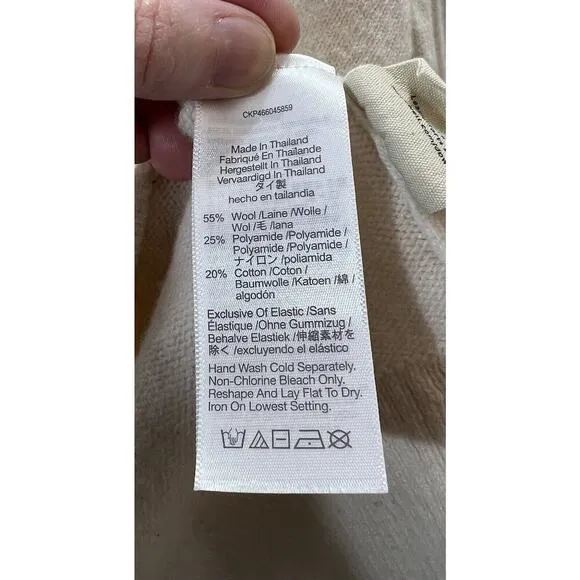 CKP466045859
Made In Thailand
Fabriqué En Thaïlande
Hergestellt In Thailand
Vervaardigd In Thailand
タイ製
hecho en tailandia
55% Wool /Laine /Wolle /
Wol /毛 /lana
25% Polyamide /Polyamide /
Polyamide /Polyamide /
ナイロン /poliamida
20% Cotton /Coton /
Baumwolle /Katoen /綿 /
algodón
Exclusive Of Elastic /Sans
Élastique /Ohne Gummizug /
Behalve Elastiek /伸縮素材を
除く /excluyendo el elástico
Hand Wash Cold Separately.
Non-Chlorine Bleach Only,
Reshape And Lay Flat To Dry.
Iron On Lowest Setting.